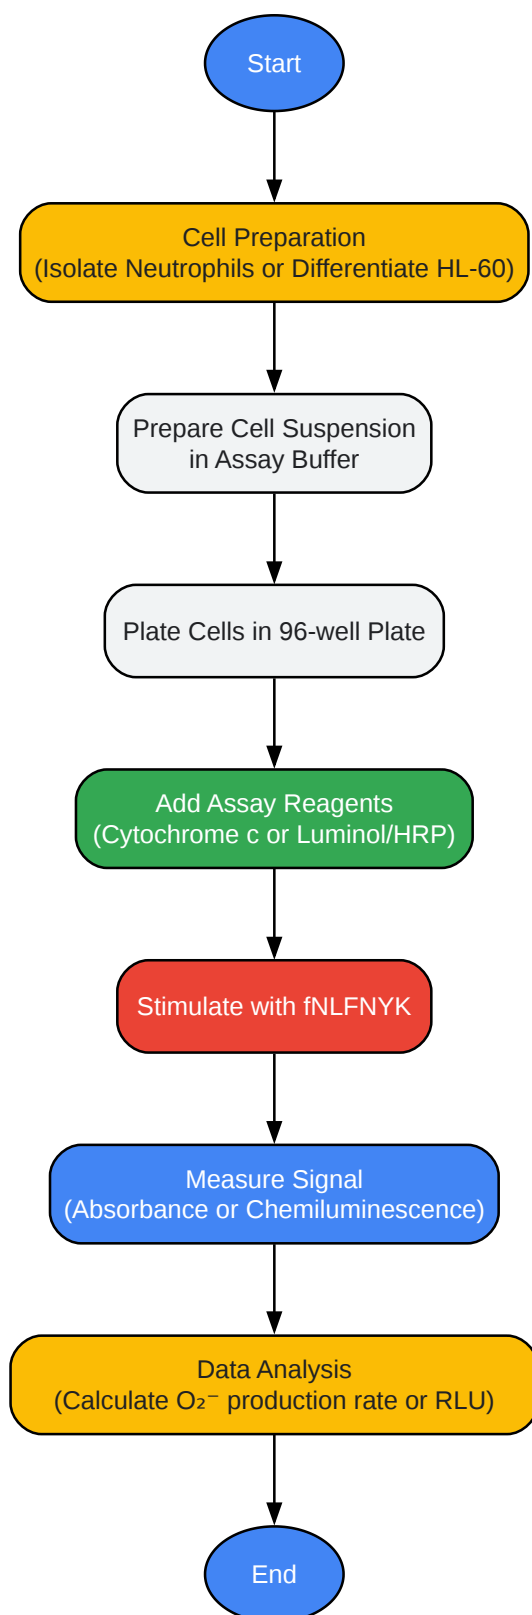 Start
Cell Preparation
(Isolate Neutrophils or Differentiate HL-60)
Prepare Cell Suspension
in Assay Buffer
Plate Cells in 96-well Plate
Add Assay Reagents
(Cytochrome c or Luminol/HRP)
Stimulate with fNLFNYK
Measure Signal
(Absorbance or Chemiluminescence)
Data Analysis
(Calculate O₂⁻ production rate or RLU)
End